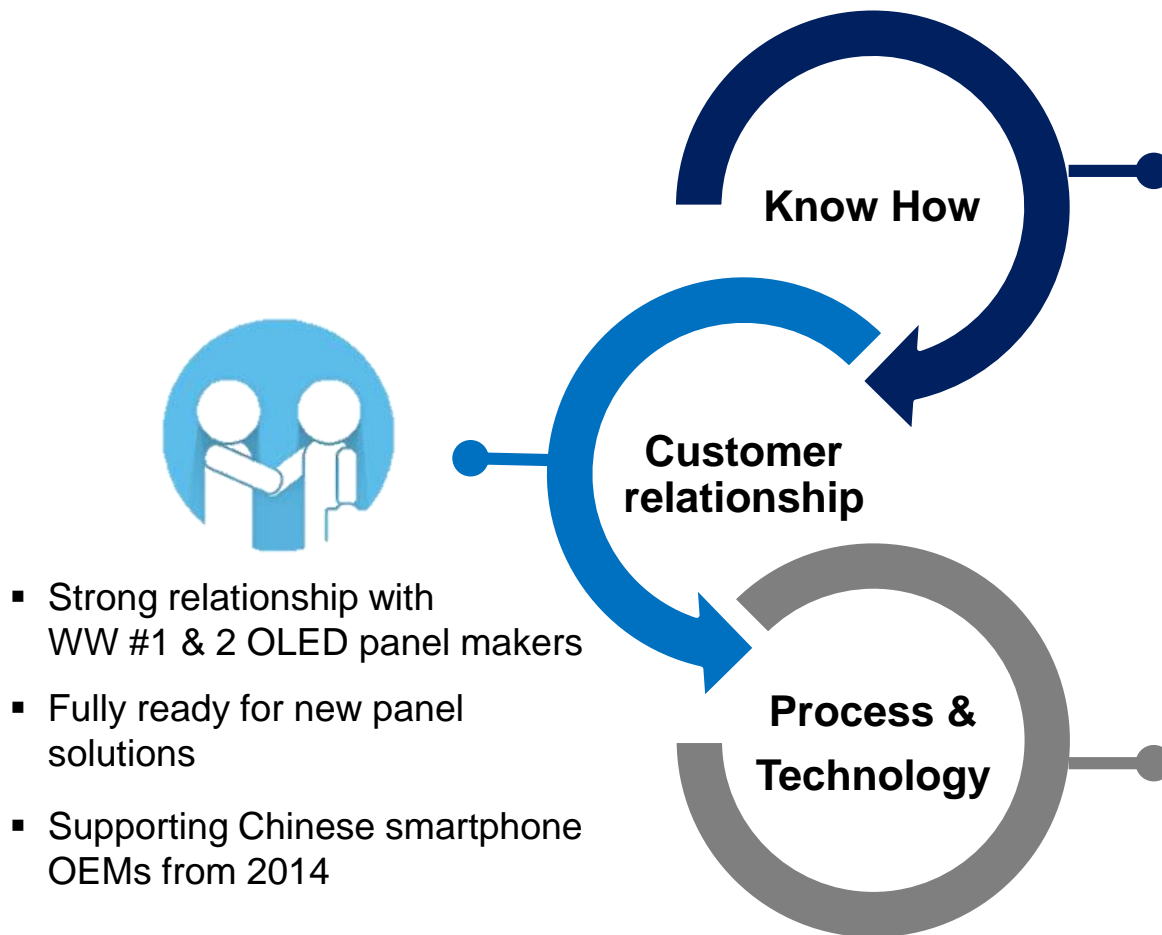 Know How
Customer
relationship
▪ Strong relationship with
WW #1 & 2 OLED panel makers
▪ Fully ready for new panel
solutions
▪ Supporting Chinese smartphone
OEMs from 2014
Process &
Technology